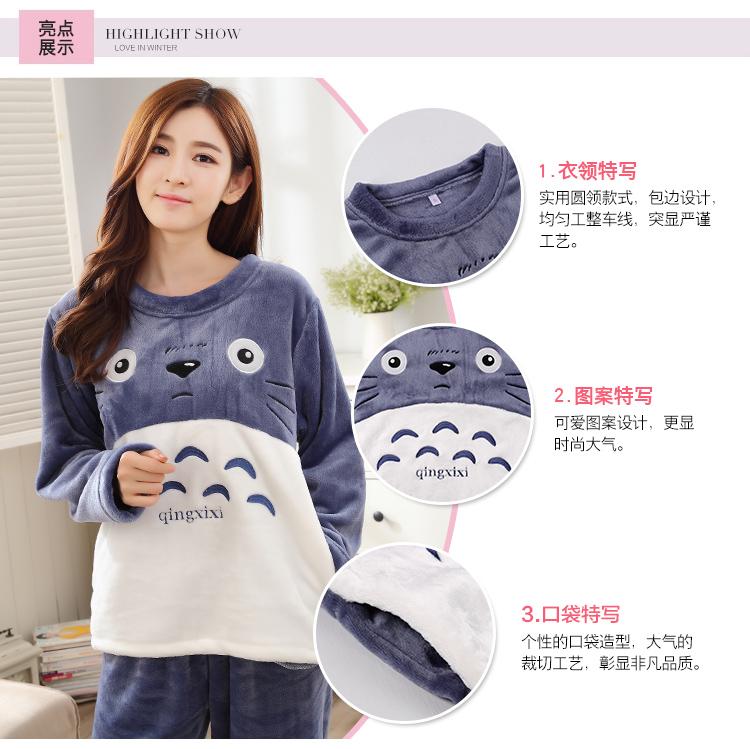 亮点
展示
HIGHLIGHT SHOW
LOVE IN WINTER
1.衣领特写
实用圆领款式，包边设计，
均匀工整车线，突显严谨
工艺。
2.图案特写
可爱图案设计，更显
时尚大气。
qingxixi
qingxixi
3.口袋特写
个性的口袋造型，大气的
裁切工艺，彰显非凡品质。